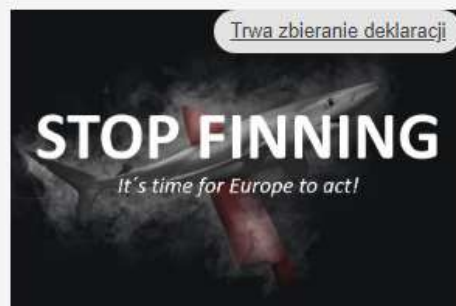 Trwa zbieranie deklaracji
STOP FINNING
It´s time for Europe to act!